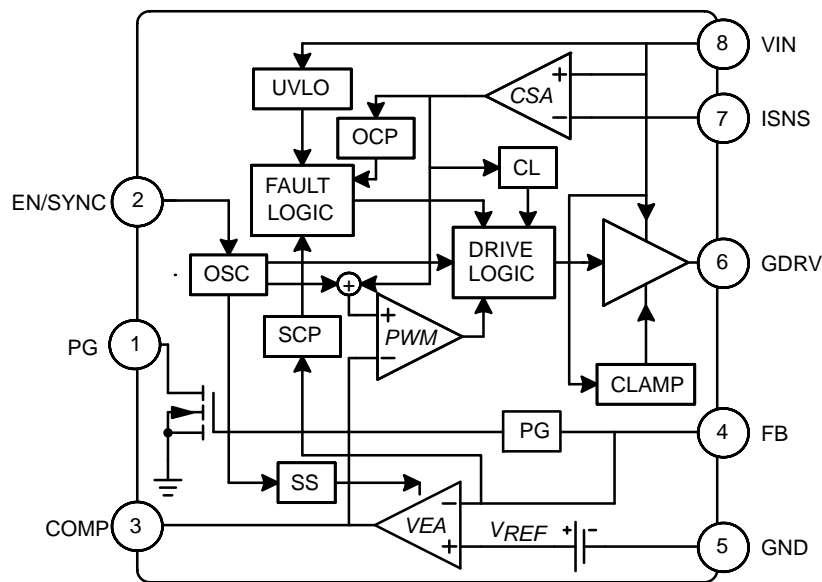 8 VIN
UVLO
CSA
+
−
OCP
7 ISNS
CL
EN/SYNC 2
FAULT
LOGIC
DRIVE
LOGIC
OSC
+
6 GDRV
+
PWM
−
SCP
PG 1
CLAMP
PG
4 FB
SS
−
VEA
+
VREF
+ -
COMP 3
5 GND